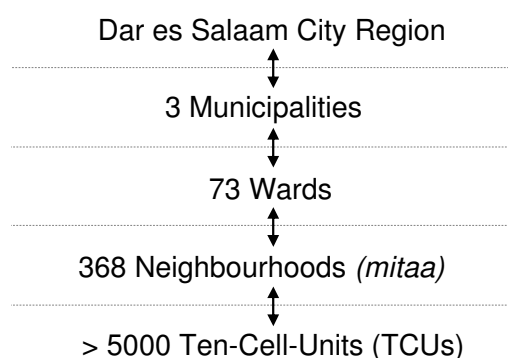 Dar es Salaam City Region
3 Municipalities
73 Wards
368 Neighbourhoods (mitaa)
> 5000 Ten-Cell-Units (TCUs)